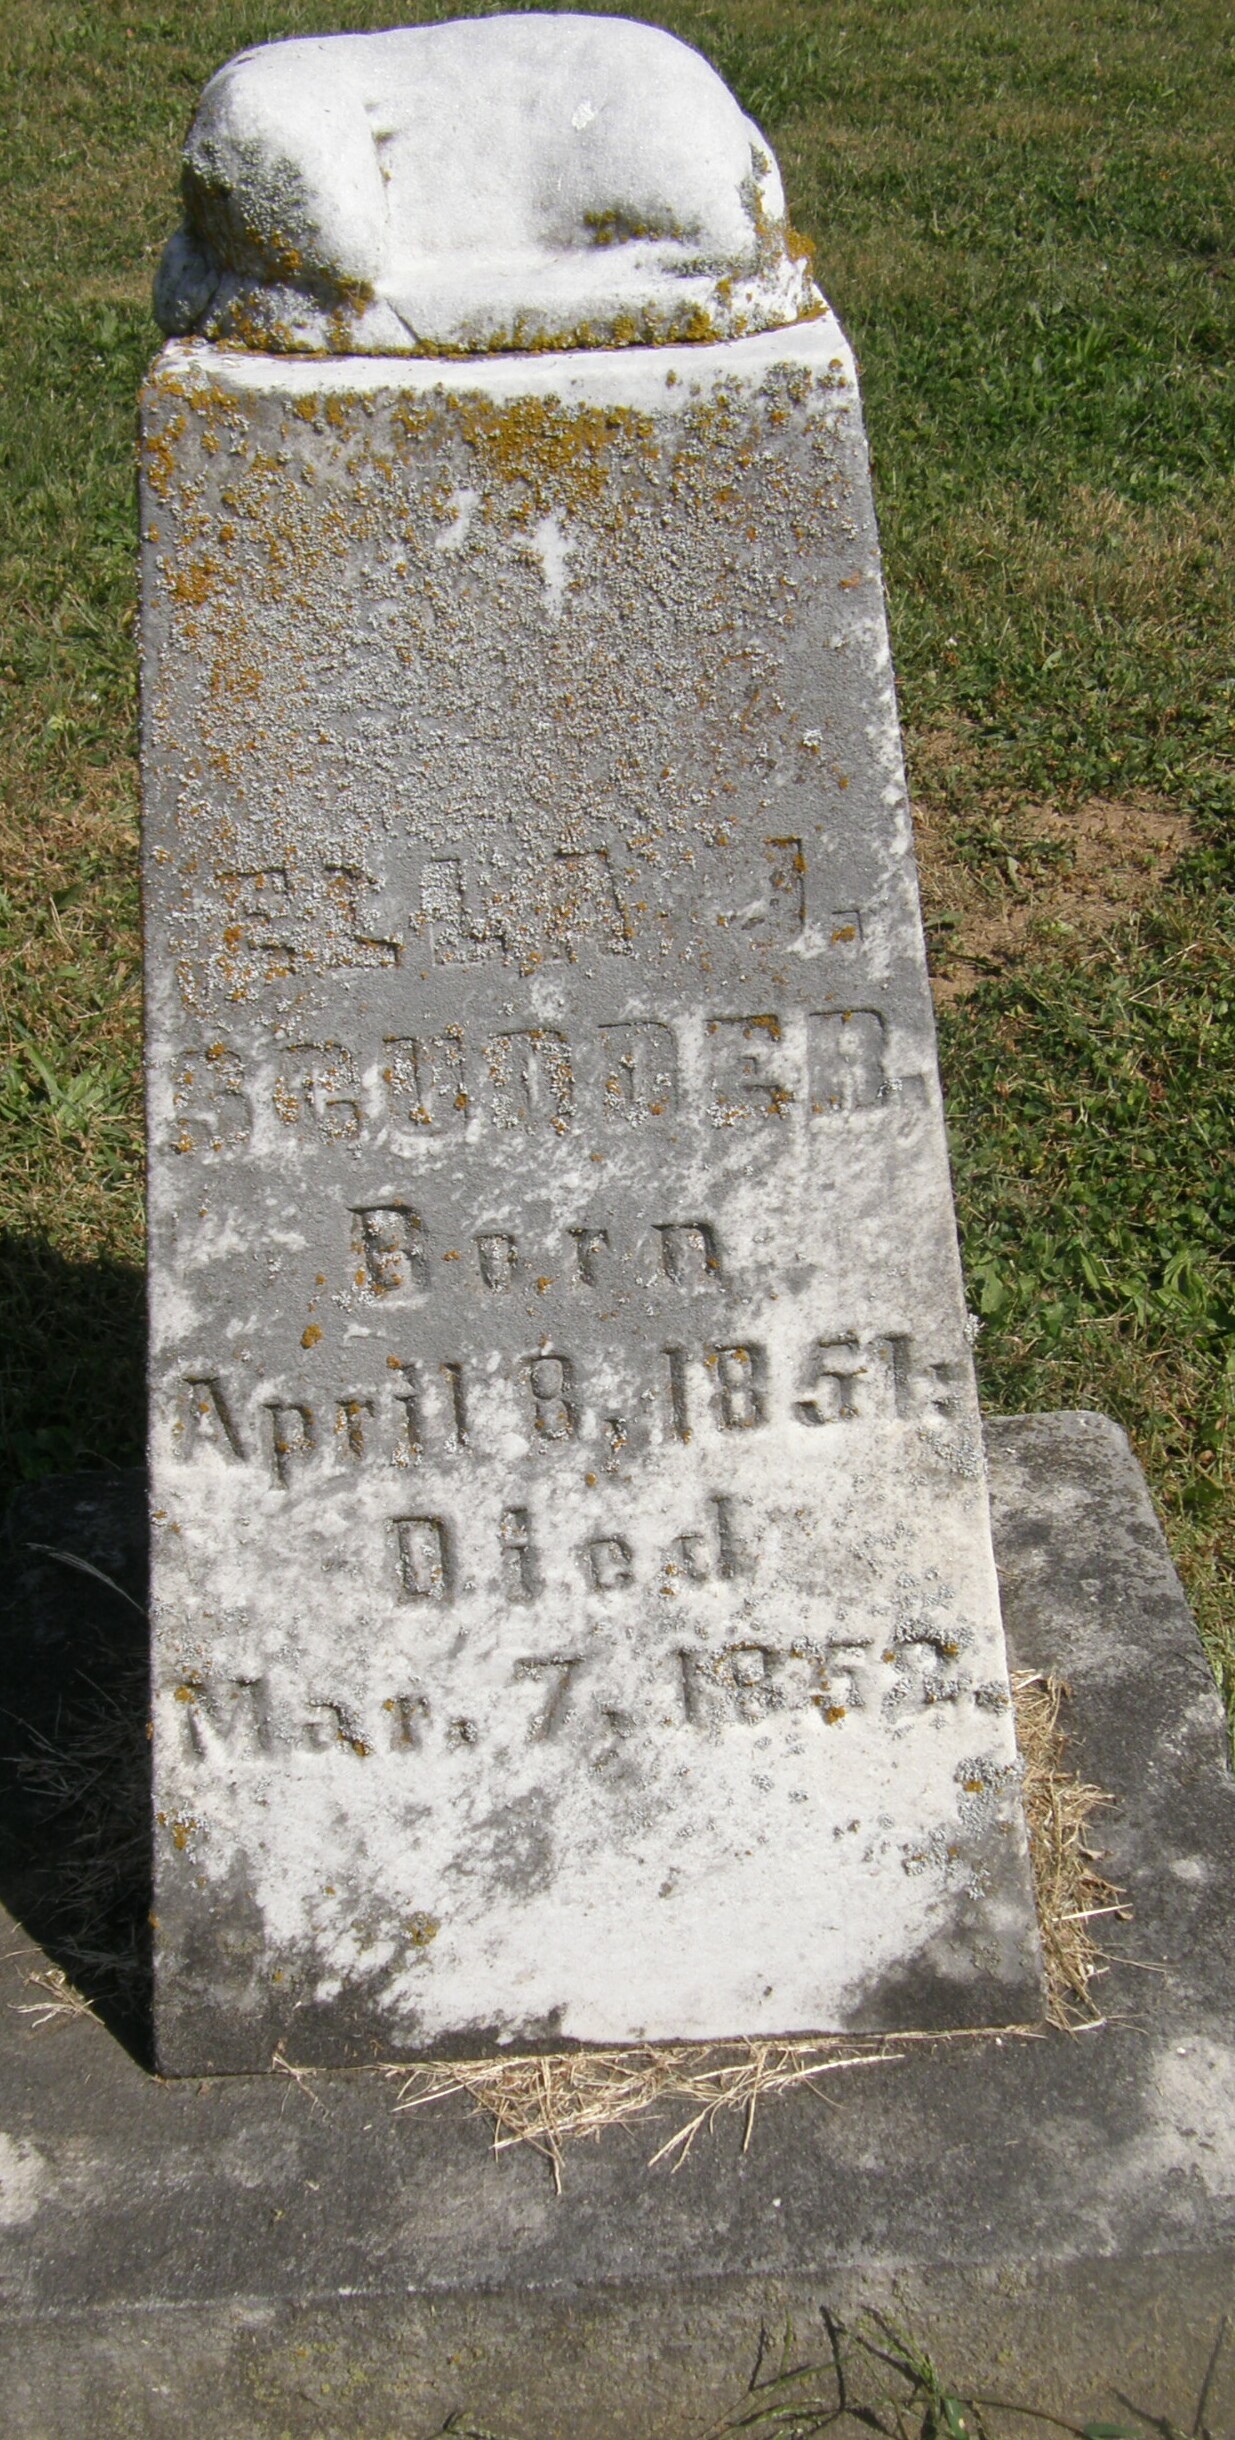 ELLA J.
SCUDDER.
Born
April 8, 1851;
Died
Mar. 7, 1852.